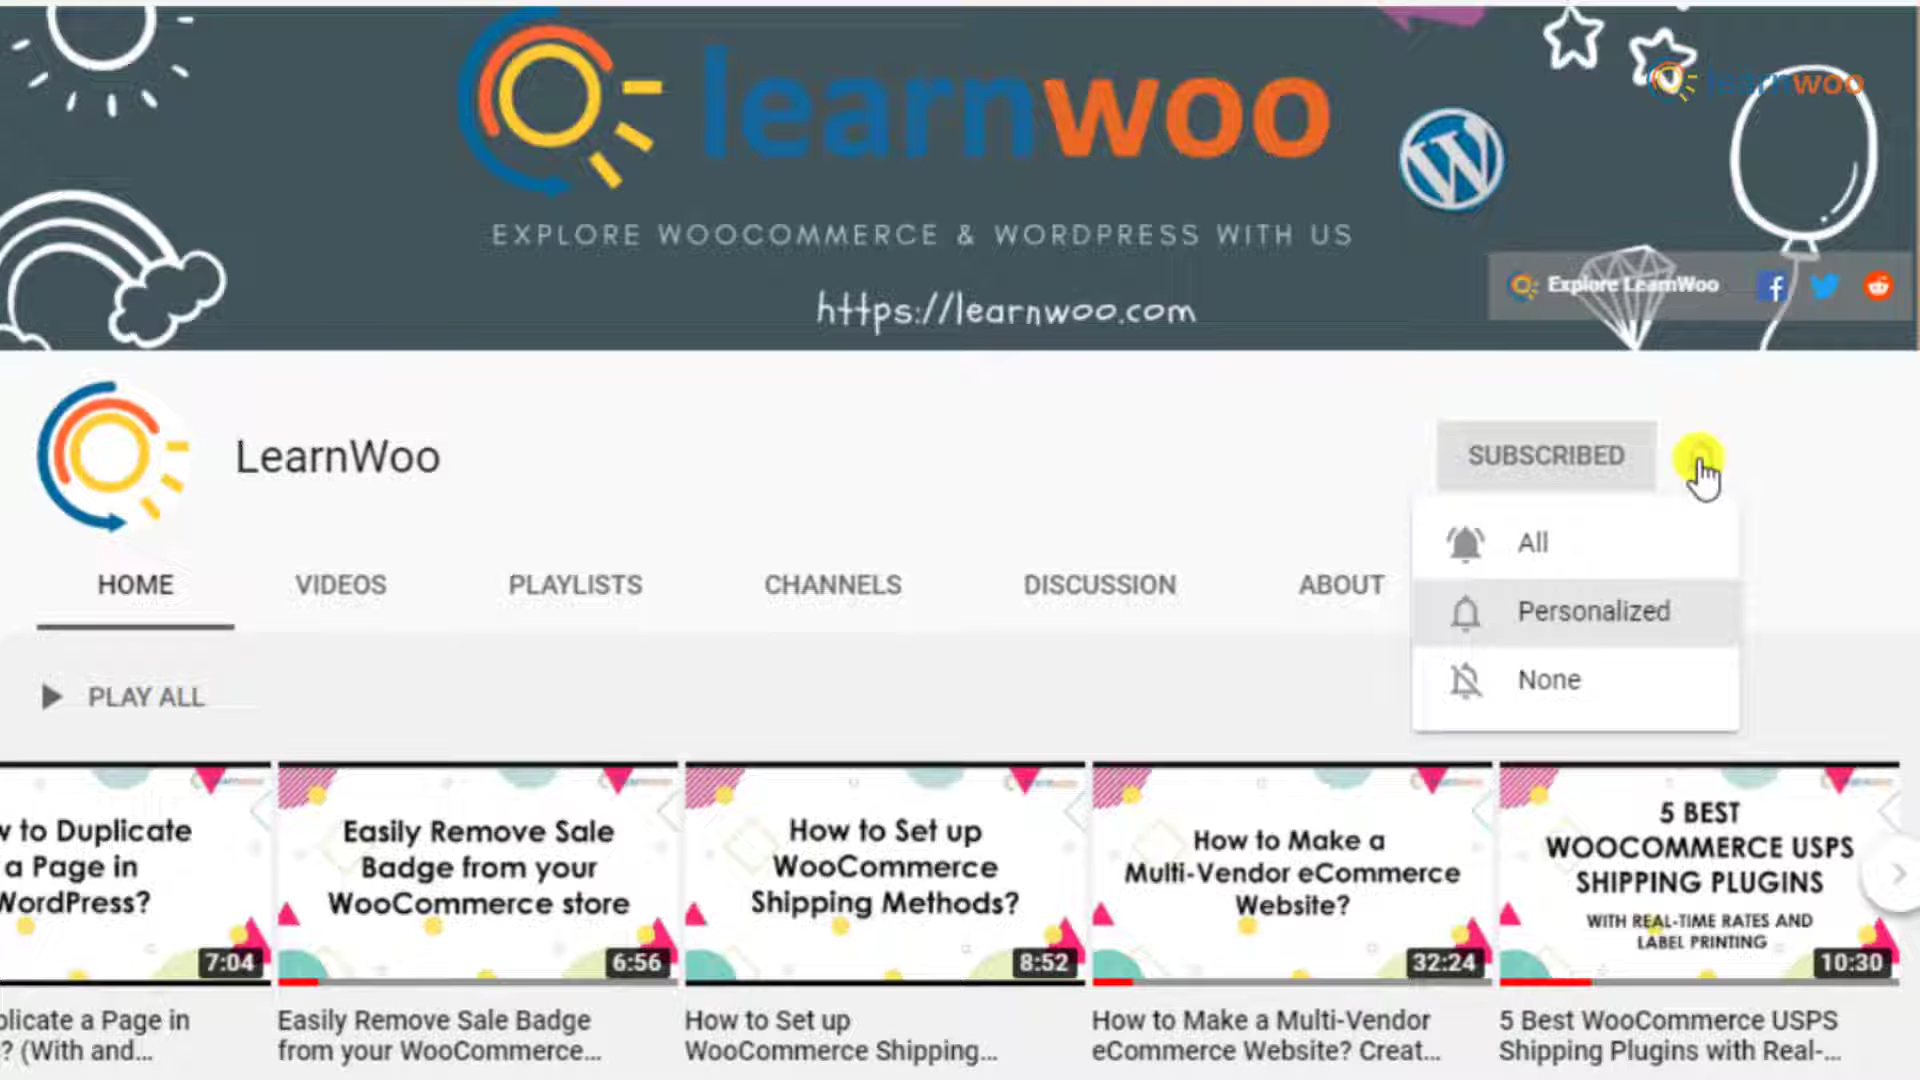 learnwoo
learnwoo
EXPLORE WOOCOMMERCE & WORDPRESS WITH US
Explore LearnWoo
https://learnwoo.com
LearnWoo
SUBSCRIBED
All
HOME VIDEOS PLAYLISTS CHANNELS DISCUSSION ABOUT
Personalized
None
PLAY ALL
w to Duplicate
a Page in
WordPress?
7:04
Easily Remove Sale
Badge from your
WooCommerce store
6:56
How to Set up
WooCommerce
Shipping Methods?
8:52
How to Make a
Multi-Vendor eCommerce
Website?
32:24
5 BEST
WOOCOMMERCE USPS
SHIPPING PLUGINS
WITH REAL-TIME RATES AND
LABEL PRINTING
10:30
plicate a Page in
? (With and...
Easily Remove Sale Badge
from your WooCommerce...
How to Set up
WooCommerce Shipping...
How to Make a Multi-Vendor
eCommerce Website? Creat...
5 Best WooCommerce USPS
Shipping Plugins with Real-...